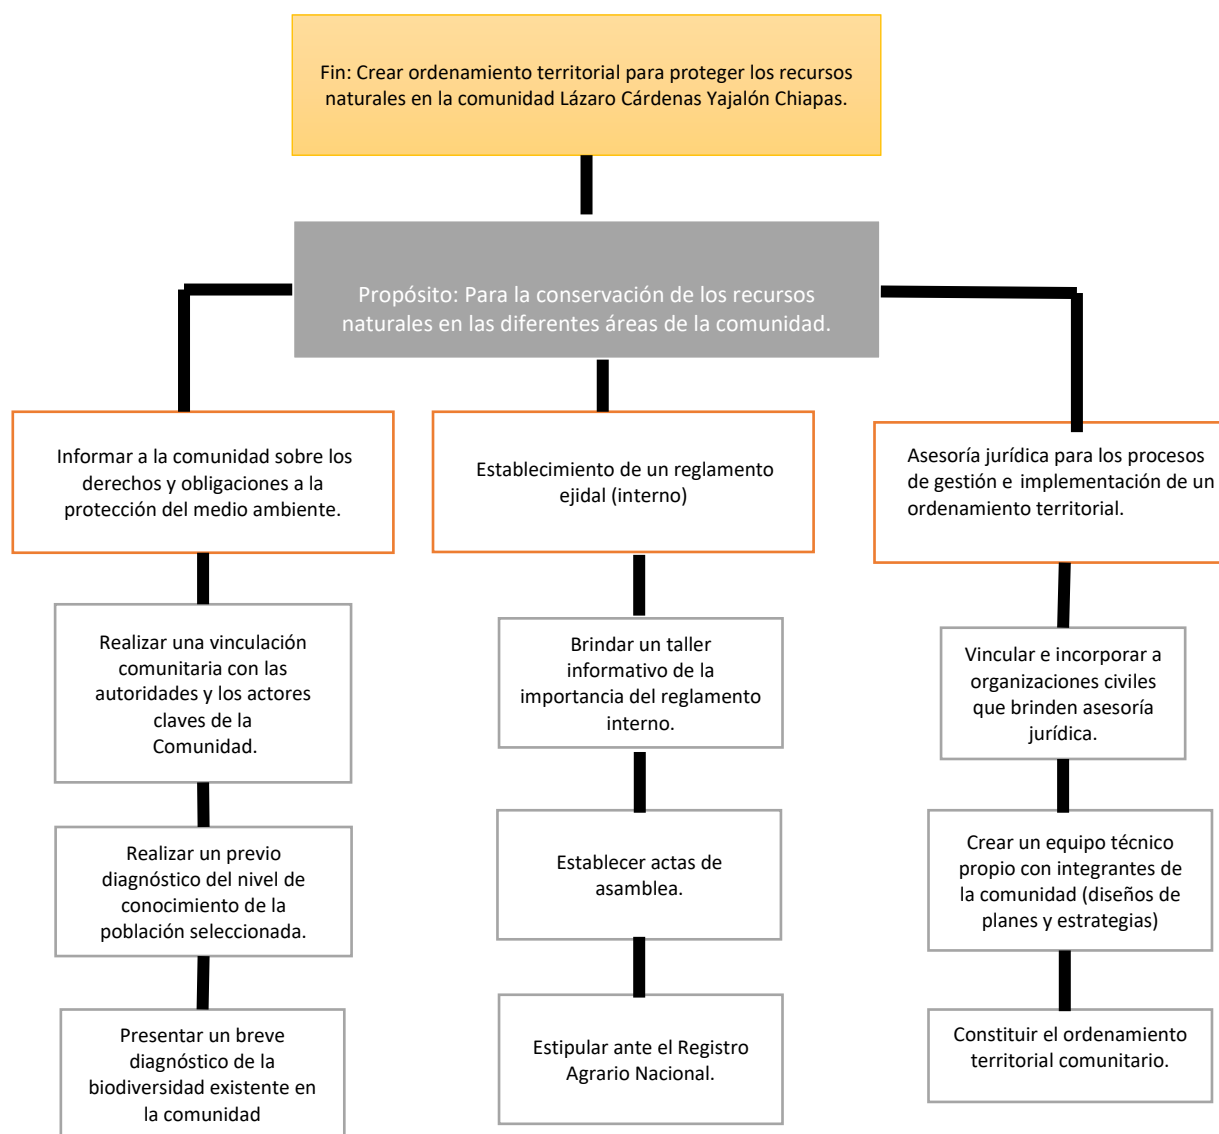 Fin: Crear ordenamiento territorial para proteger los recursos
naturales en la comunidad Lázaro Cárdenas Yajalón Chiapas.
Propósito: Para la conservación de los recursos
naturales en las diferentes áreas de la comunidad.
Informar a la comunidad sobre los
derechos y obligaciones a la
protección del medio ambiente.
Establecimiento de un reglamento
ejidal (interno)
Asesoría jurídica para los procesos
de gestión e implementación de un
ordenamiento territorial.
Realizar una vinculación
comunitaria con las
autoridades y los actores
claves de la
Comunidad.
Brindar un taller
informativo de la
importancia del reglamento
interno.
Vincular e incorporar a
organizaciones civiles
que brinden asesoría
jurídica.
Realizar un previo
diagnóstico del nivel de
conocimiento de la
población seleccionada.
Establecer actas de
asamblea.
Crear un equipo técnico
propio con integrantes de
la comunidad (diseños de
planes y estrategias)
Presentar un breve
diagnóstico de la
biodiversidad existente en
la comunidad
Estipular ante el Registro
Agrario Nacional.
Constituir el ordenamiento
territorial comunitario.